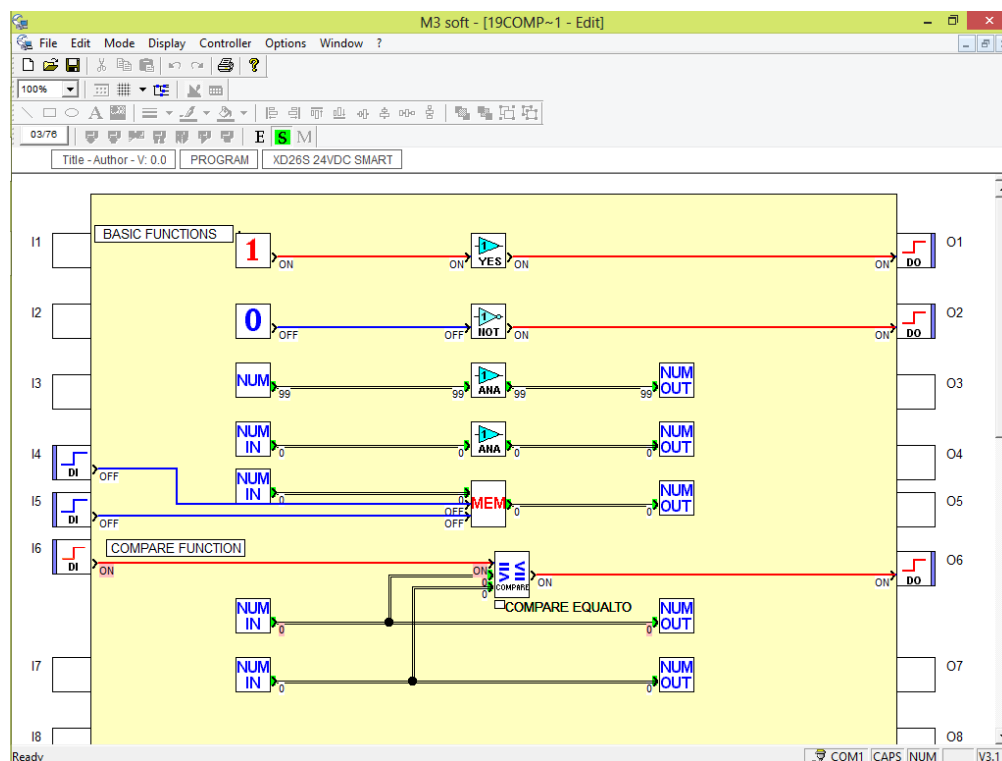 M3 soft - [19COMP~1 - Edit]
File Edit Mode Display Controller Options Window ?
100%
A
03/76 E S M
Title - Author - V: 0.0 PROGRAM XD26S 24VDC SMART
BASIC FUNCTIONS
I1 1 ON ON 1 YES ON ON DO O1
I2 0 OFF OFF 1 NOT ON ON DO O2
I3 NUM 99 99 1 ANA 99 99 NUM OUT O3
NUM IN 0 0 1 ANA 0 0 NUM OUT
I4 DI OFF O4
NUM IN 0 0 OFF OFF MEM 0 0 NUM OUT
I5 DI OFF O5
I6 DI ON COMPARE FUNCTION ON 0 0 COMPARE ON ON DO O6
COMPARE EQUALTO
NUM IN 0 0 NUM OUT
I7 NUM IN 0 0 NUM OUT O7
I8 O8
Ready COM1 CAPS NUM V3.1